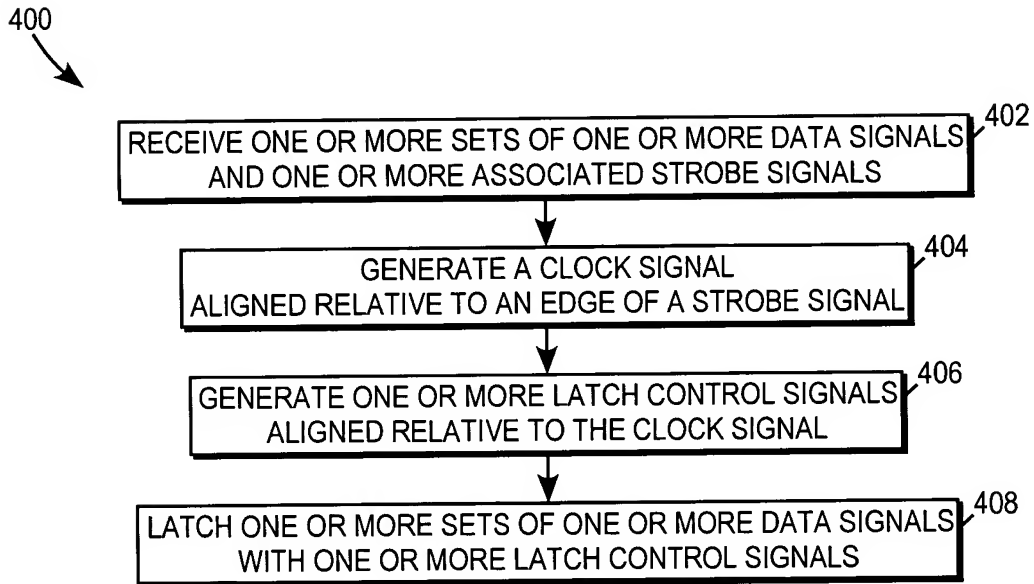 400
RECEIVE ONE OR MORE SETS OF ONE OR MORE DATA SIGNALS
AND ONE OR MORE ASSOCIATED STROBE SIGNALS
402
GENERATE A CLOCK SIGNAL
ALIGNED RELATIVE TO AN EDGE OF A STROBE SIGNAL
404
GENERATE ONE OR MORE LATCH CONTROL SIGNALS
ALIGNED RELATIVE TO THE CLOCK SIGNAL
406
LATCH ONE OR MORE SETS OF ONE OR MORE DATA SIGNALS
WITH ONE OR MORE LATCH CONTROL SIGNALS
408